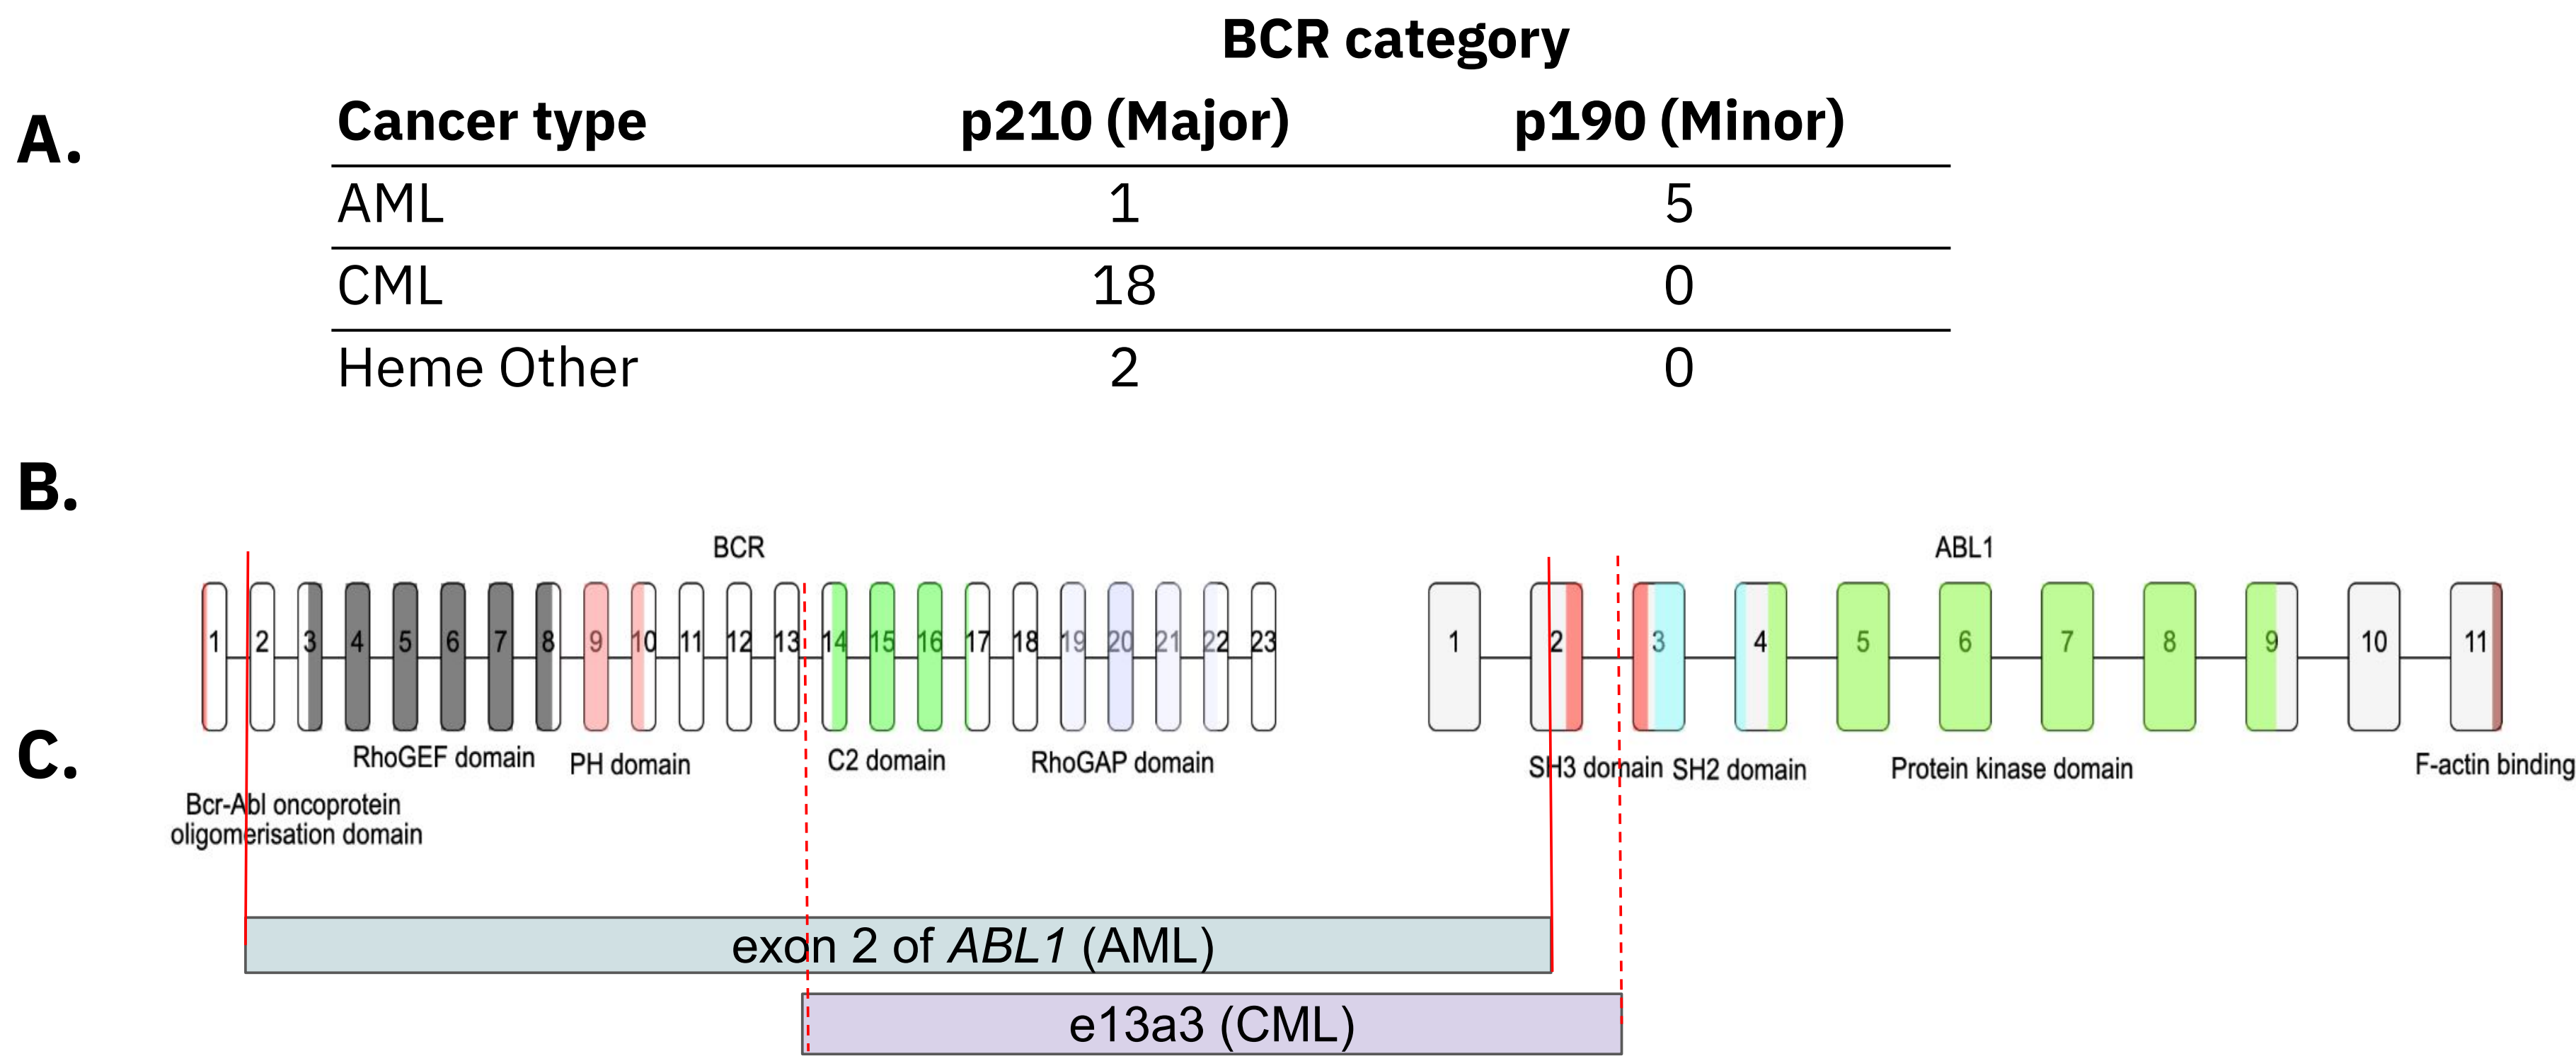 BCR category
A.
Cancer type p210 (Major) p190 (Minor)
AML 1 5
CML 18 0
Heme Other 2 0
B.
BCR ABL1
1 2 3 4 5 6 7 8 9 10 11 12 13 14 15 16 17 18 19 20 21 22 23 1 2 3 4 5 6 7 8 9 10 11
C.
RhoGEF domain PH domain C2 domain RhoGAP domain SH3 domain SH2 domain Protein kinase domain F-actin binding
Bcr-Abl oncoprotein
oligomerisation domain
exon 2 of ABL1 (AML)
e13a3 (CML)